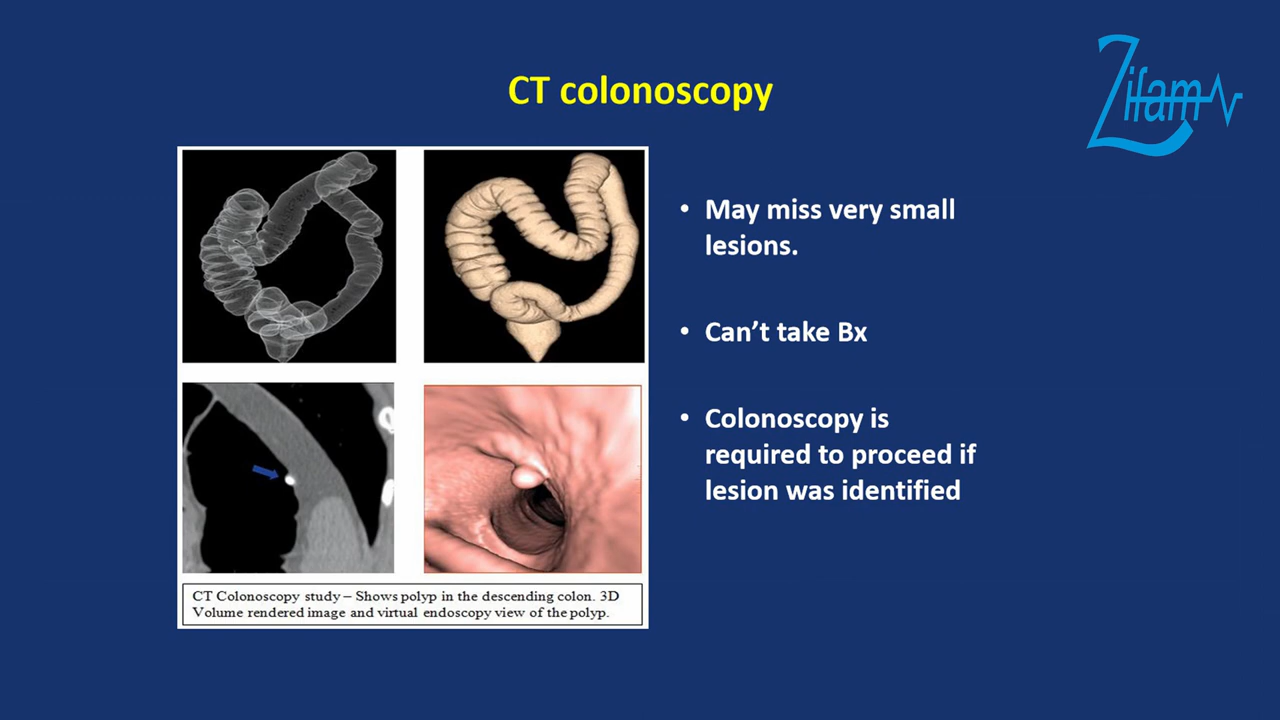 CT colonoscopy
Zifam
• May miss very small
lesions.
• Can’t take Bx
• Colonoscopy is
required to proceed if
lesion was identified
CT Colonoscopy study – Shows polyp in the descending colon. 3D
Volume rendered image and virtual endoscopy view of the polyp.